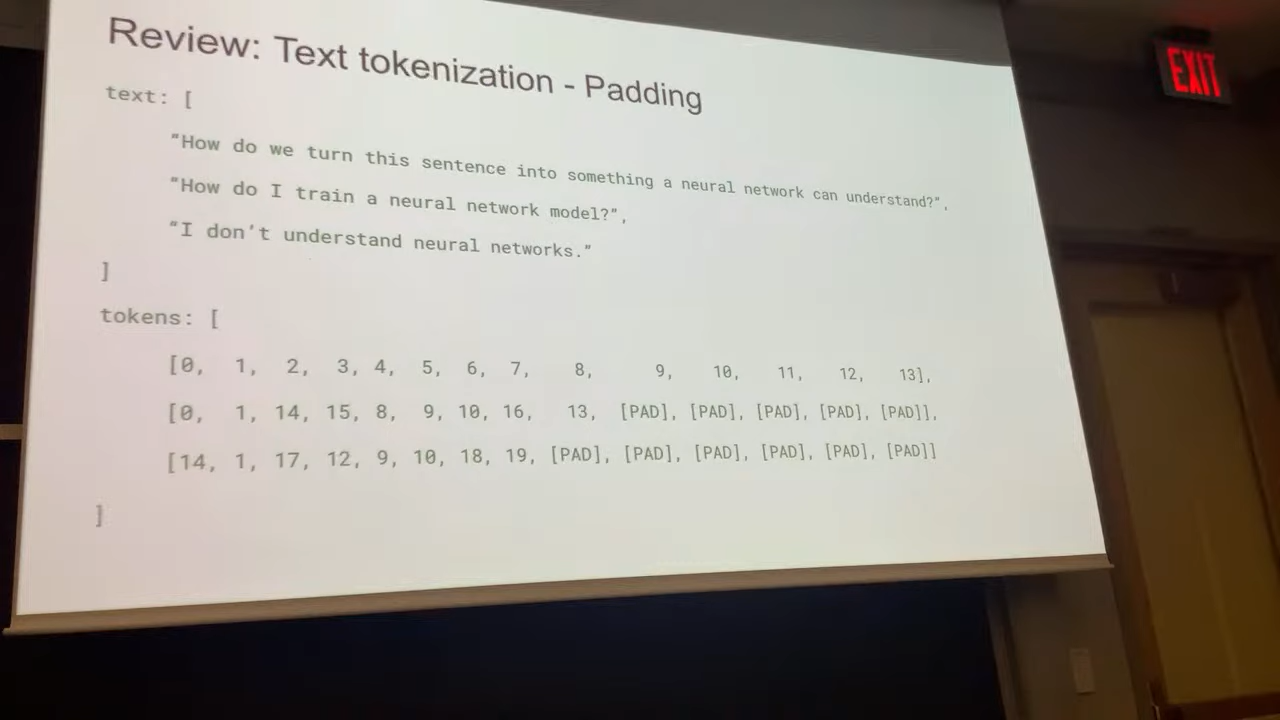 Review: Text tokenization - Padding
EXIT
text: [
"How do we turn this sentence into something a neural network can understand?",
"How do I train a neural network model?",
"I don't understand neural networks."
]
tokens: [
[0, 1, 2, 3, 4, 5, 6, 7, 8, 9, 10, 11, 12, 13],
[0, 1, 14, 15, 8, 9, 10, 16, 13, [PAD], [PAD], [PAD], [PAD], [PAD]],
[14, 1, 17, 12, 9, 10, 18, 19, [PAD], [PAD], [PAD], [PAD], [PAD], [PAD]]
]